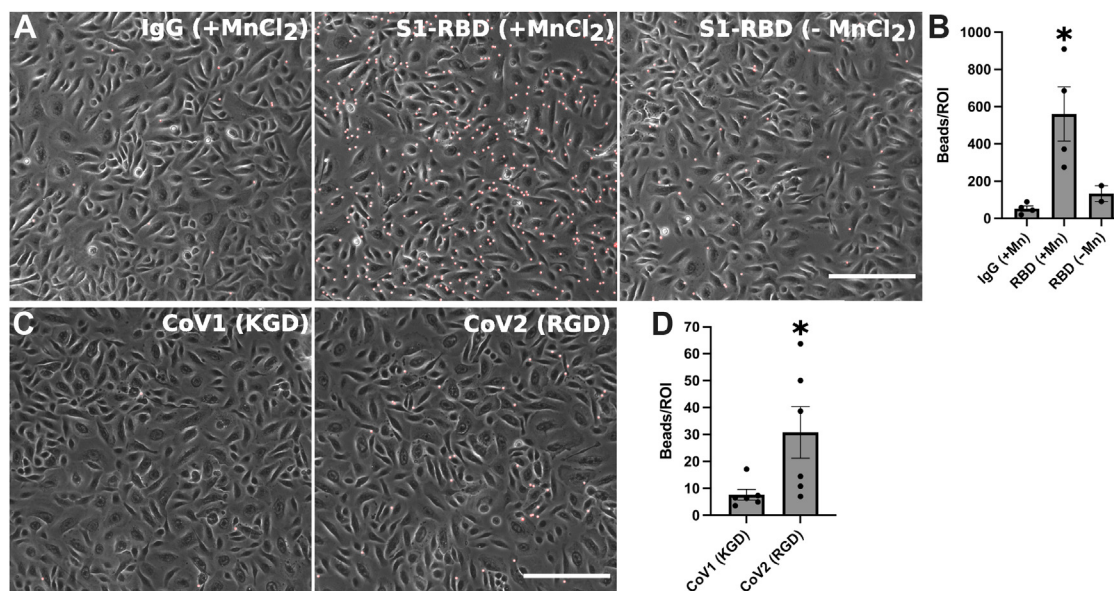 A
IgG (+MnCl2)
S1-RBD (+MnCl2)
S1-RBD (- MnCl2)
B
1000
800
600
400
200
0
Beads/ROI
*
IgG (+Mn)
RBD (+Mn)
RBD (-Mn)
C
CoV1 (KGD)
CoV2 (RGD)
D
70
60
50
40
30
20
10
0
Beads/ROI
*
CoV1 (KGD)
CoV2 (RGD)